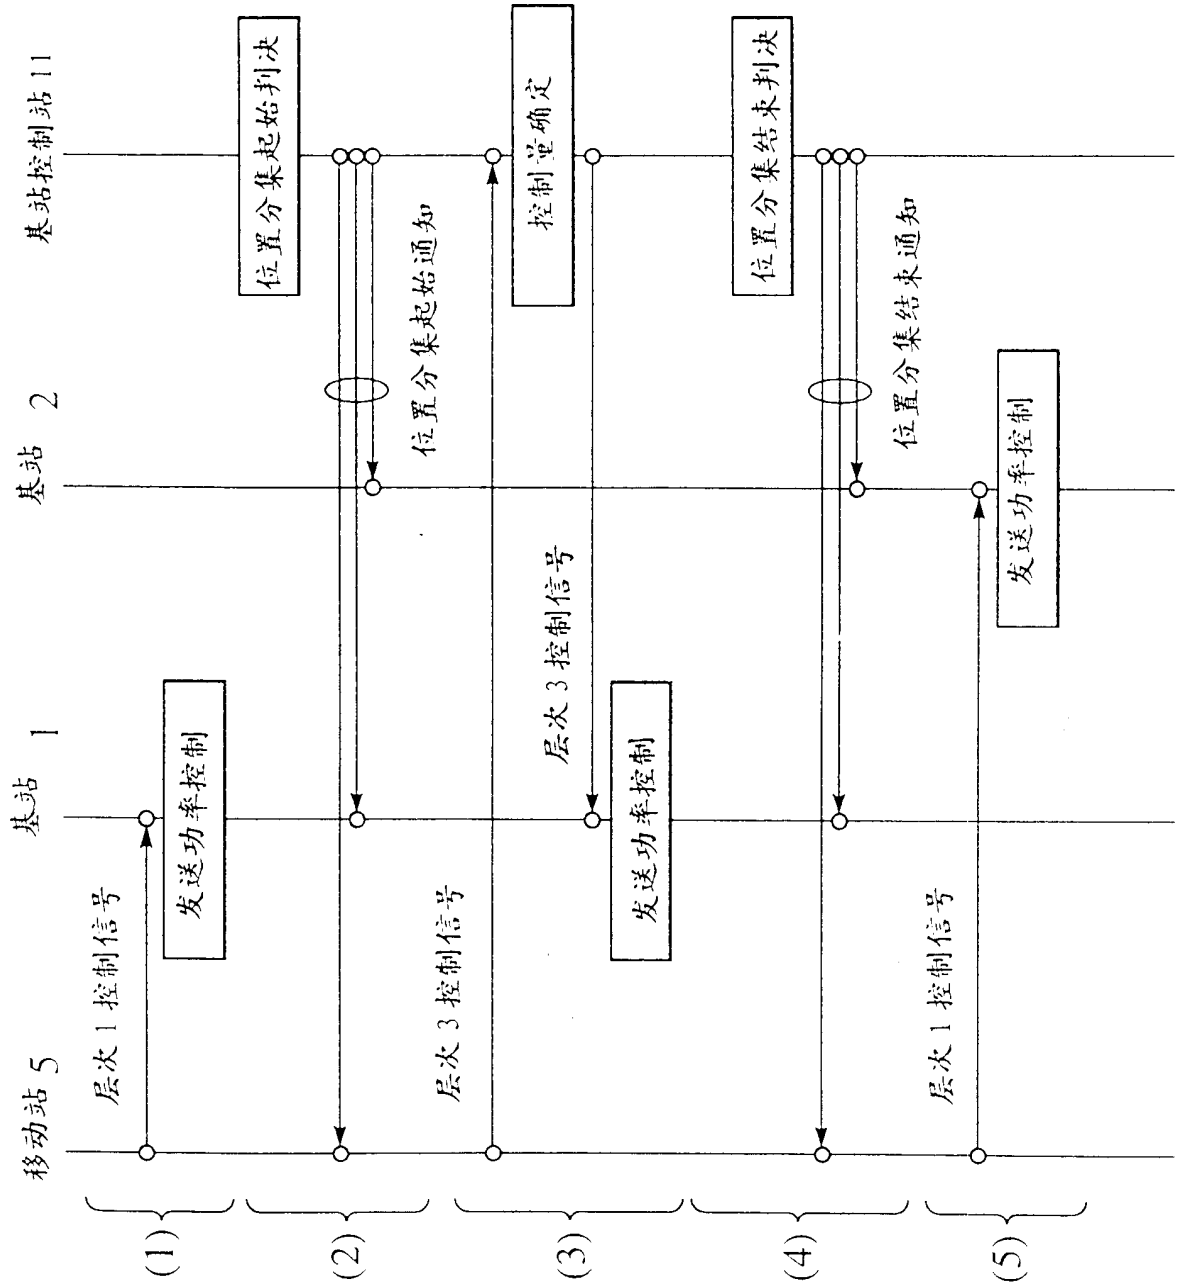 移动站 5
基站 1
基站 2
基站控制站 11
(1)
层次 1 控制信号
发送功率控制
(2)
位置分集起始判决
位置分集起始通知
(3)
层次 3 控制信号
控制量确定
层次 3 控制信号
发送功率控制
(4)
位置分集结束判决
位置分集结束通知
(5)
层次 1 控制信号
发送功率控制